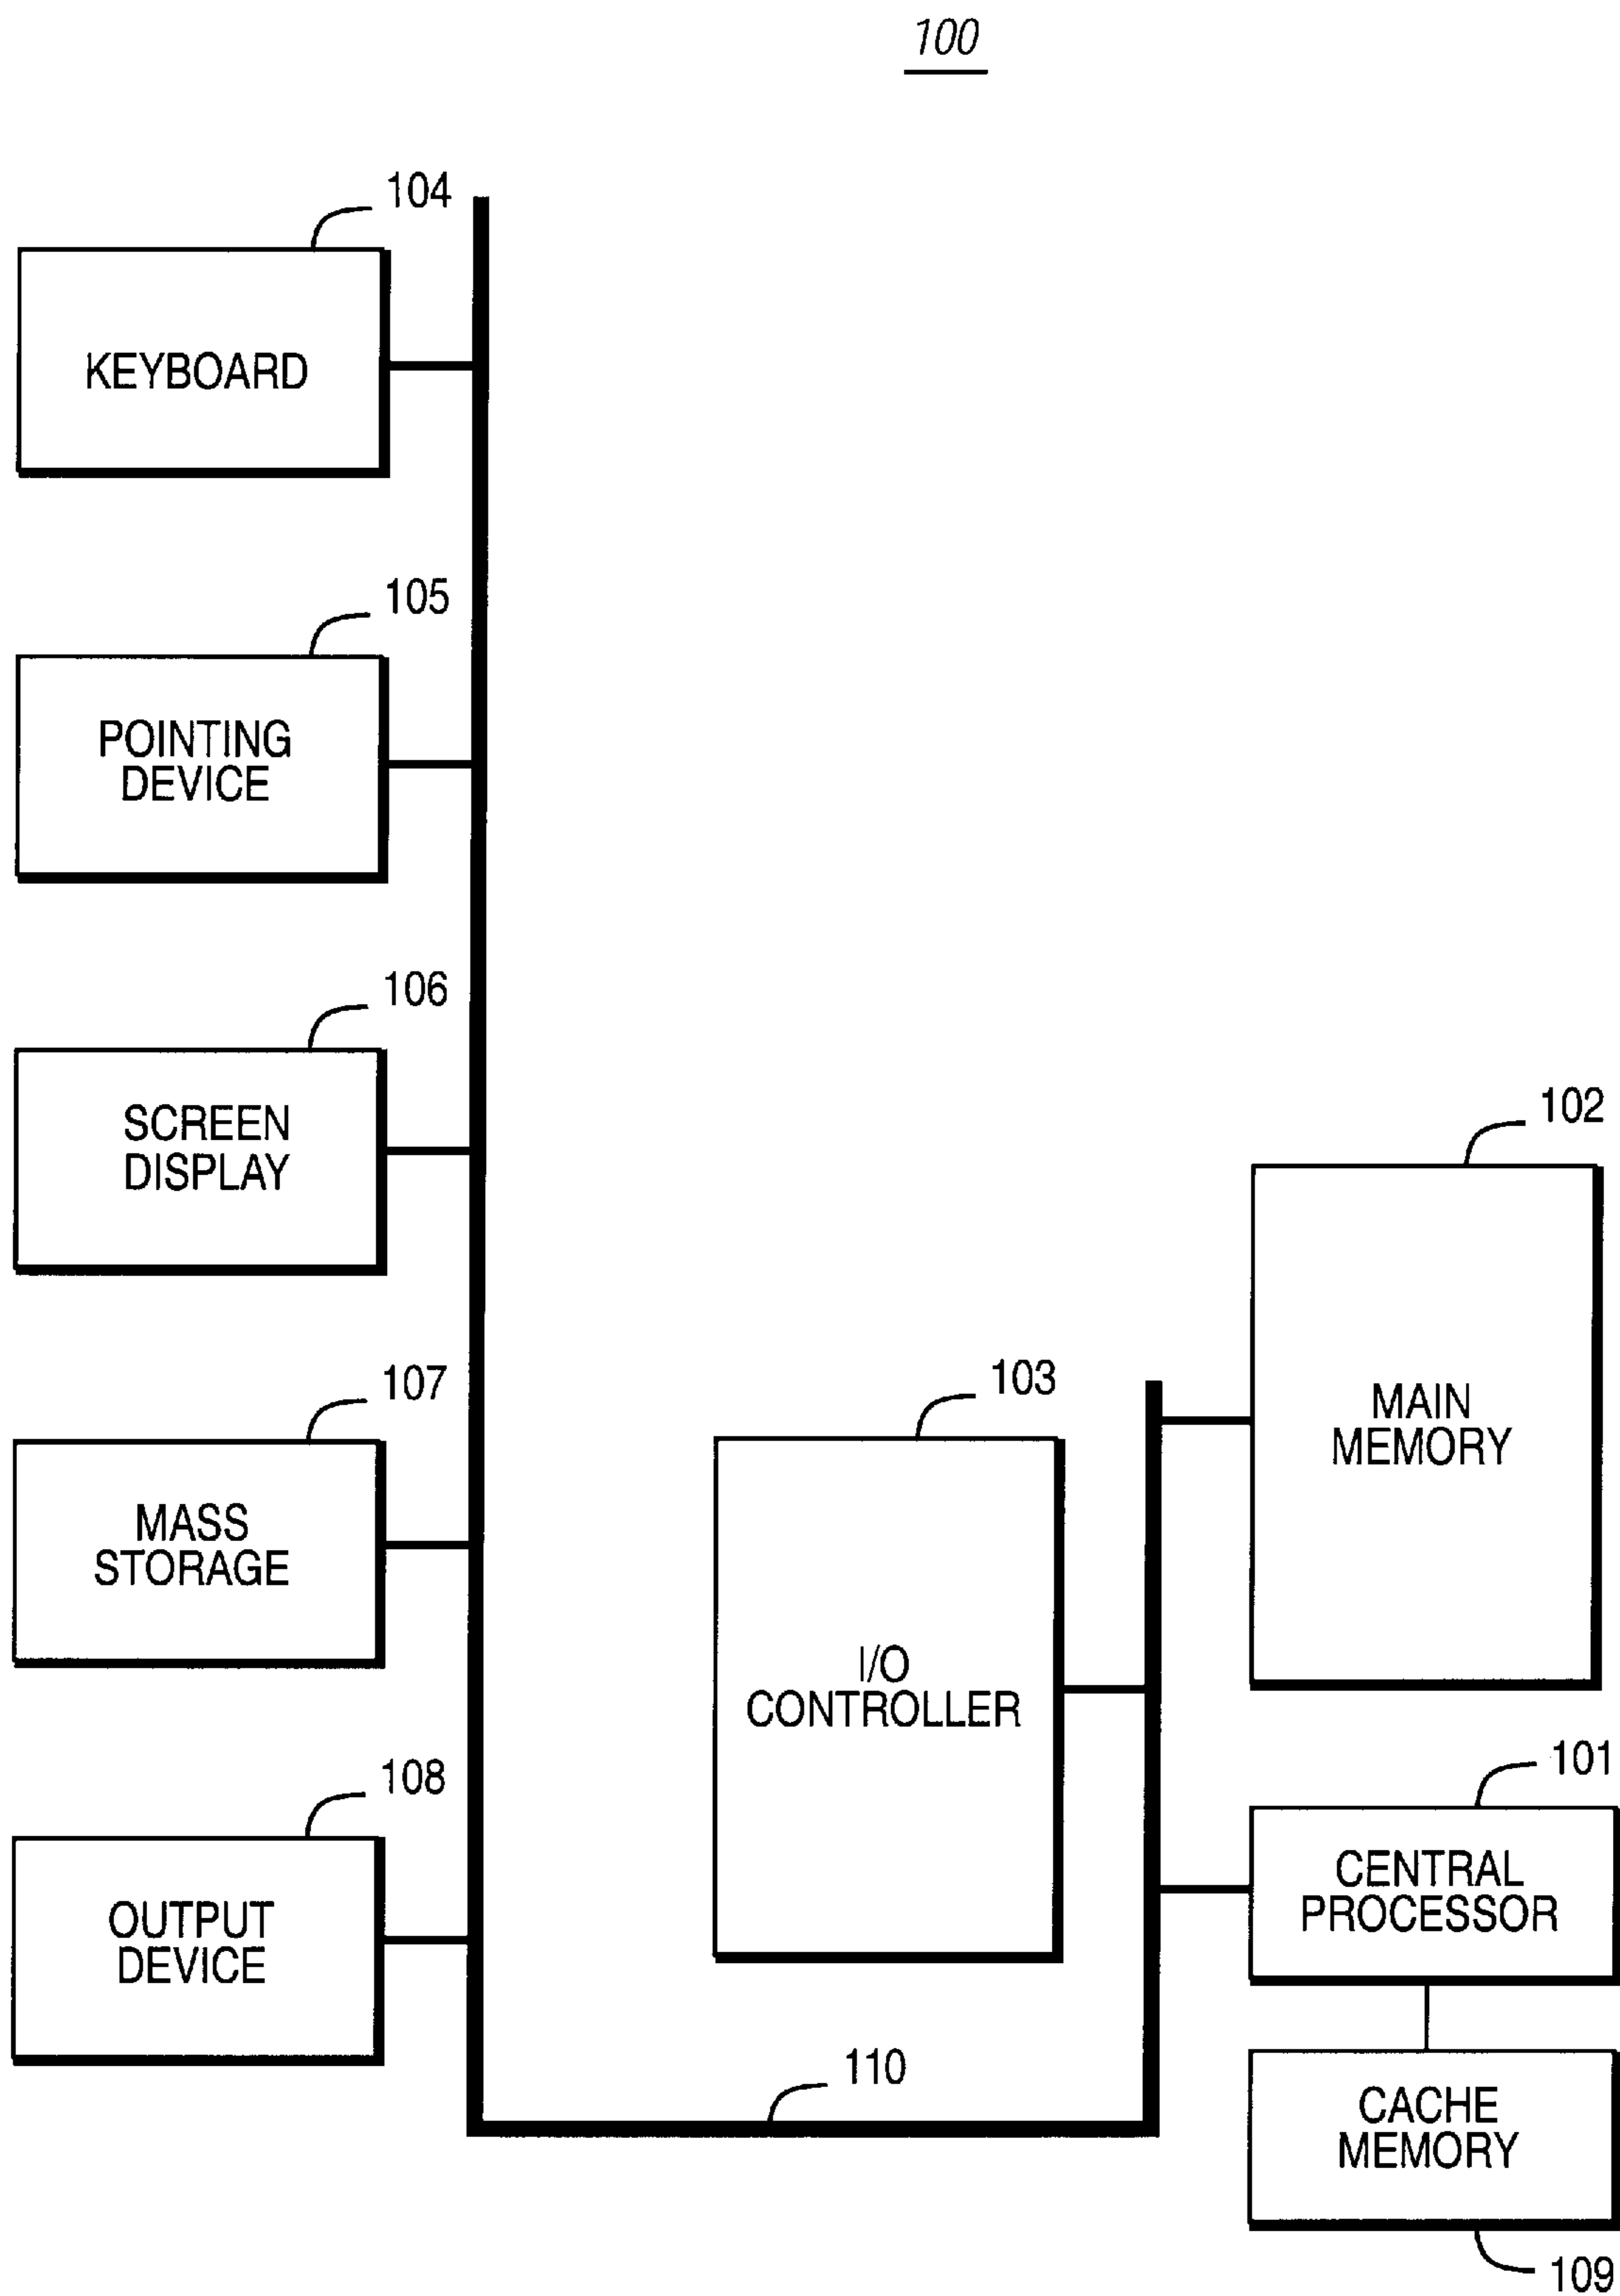 100
104
KEYBOARD
105
POINTING
DEVICE
106
SCREEN
DISPLAY
107
MASS
STORAGE
108
OUTPUT
DEVICE
103
I/O
CONTROLLER
102
MAIN
MEMORY
101
CENTRAL
PROCESSOR
110
CACHE
MEMORY
109